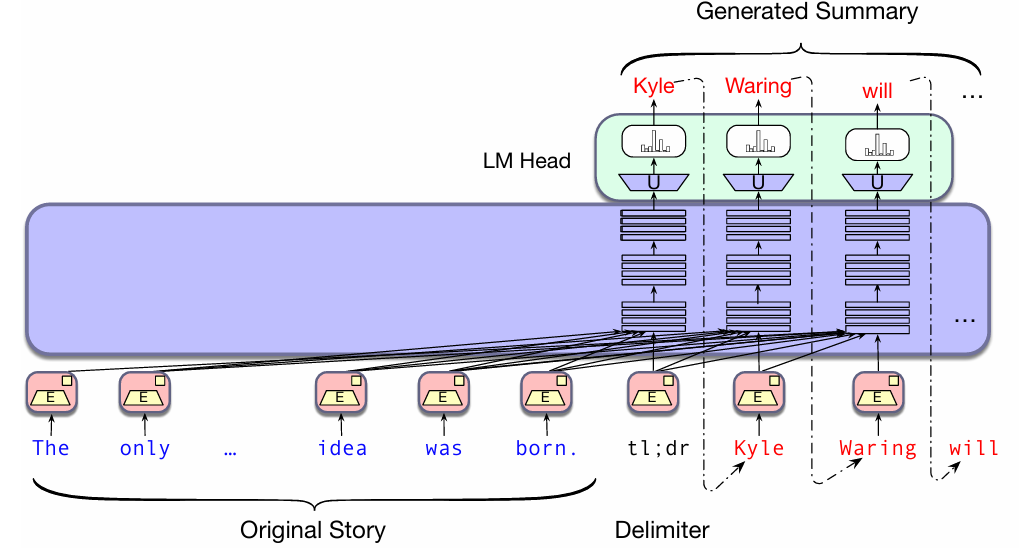 Generated Summary
Kyle Waring will …
LM Head
U U U
…
E E E E E E E E
The only … idea was born. tl;dr Kyle Waring will
Original Story Delimiter